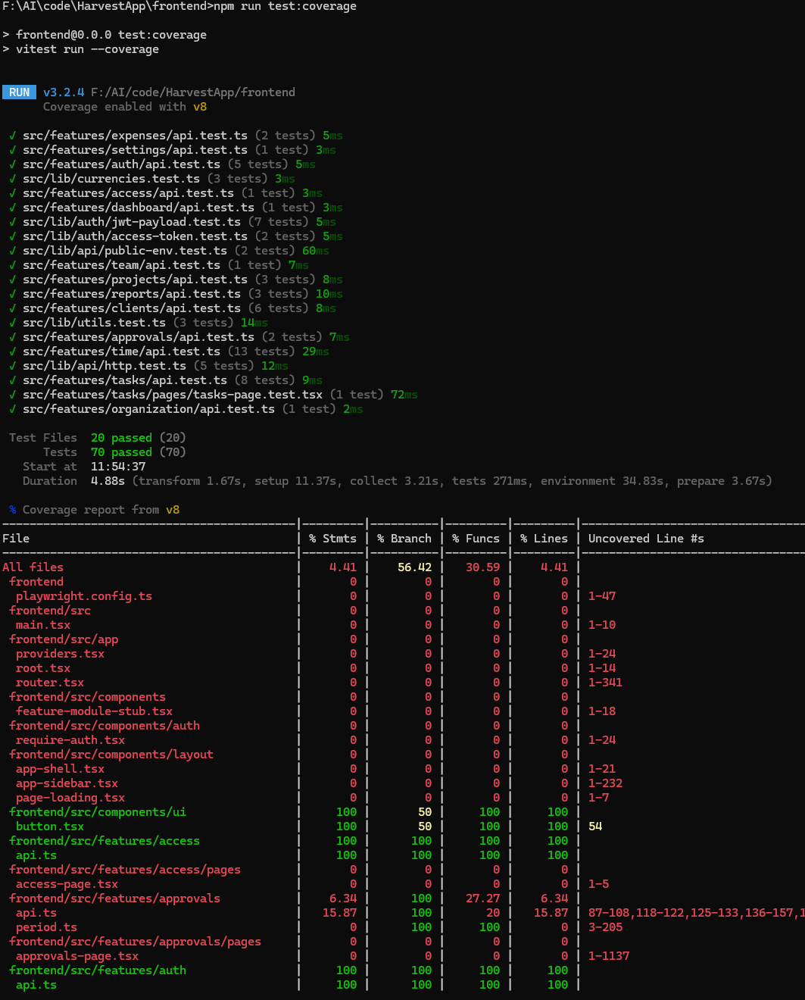 F:\AI\code\HarvestApp\frontend>npm run test:coverage
> frontend@0.0.0 test:coverage
> vitest run --coverage
RUN v3.2.4 F:/AI/code/HarvestApp/frontend
Coverage enabled with v8
✓ src/features/expenses/api.test.ts (2 tests) 5ms
✓ src/features/settings/api.test.ts (1 test) 3ms
✓ src/features/auth/api.test.ts (5 tests) 5ms
✓ src/lib/currencies.test.ts (3 tests) 3ms
✓ src/features/access/api.test.ts (1 test) 3ms
✓ src/features/dashboard/api.test.ts (1 test) 3ms
✓ src/lib/auth/jwt-payload.test.ts (7 tests) 5ms
✓ src/lib/auth/access-token.test.ts (2 tests) 5ms
✓ src/lib/api/public-env.test.ts (2 tests) 60ms
✓ src/features/team/api.test.ts (1 test) 7ms
✓ src/features/projects/api.test.ts (3 tests) 8ms
✓ src/features/reports/api.test.ts (3 tests) 10ms
✓ src/features/clients/api.test.ts (6 tests) 8ms
✓ src/lib/utils.test.ts (3 tests) 14ms
✓ src/features/approvals/api.test.ts (2 tests) 7ms
✓ src/features/time/api.test.ts (13 tests) 29ms
✓ src/lib/api/http.test.ts (5 tests) 12ms
✓ src/features/tasks/api.test.ts (8 tests) 9ms
✓ src/features/tasks/pages/tasks-page.test.tsx (1 test) 72ms
✓ src/features/organization/api.test.ts (1 test) 2ms
Test Files 20 passed (20)
Tests 70 passed (70)
Start at 11:54:37
Duration 4.88s (transform 1.67s, setup 11.37s, collect 3.21s, tests 271ms, environment 34.83s, prepare 3.67s)
% Coverage report from v8
File | % Stmts | % Branch | % Funcs | % Lines | Uncovered Line #s
All files | 4.41 | 56.42 | 30.59 | 4.41 |
frontend | 0 | 0 | 0 | 0 |
playwright.config.ts | 0 | 0 | 0 | 0 | 1-47
frontend/src | 0 | 0 | 0 | 0 |
main.tsx | 0 | 0 | 0 | 0 | 1-10
frontend/src/app | 0 | 0 | 0 | 0 |
providers.tsx | 0 | 0 | 0 | 0 | 1-24
root.tsx | 0 | 0 | 0 | 0 | 1-14
router.tsx | 0 | 0 | 0 | 0 | 1-341
frontend/src/components | 0 | 0 | 0 | 0 |
feature-module-stub.tsx | 0 | 0 | 0 | 0 | 1-18
frontend/src/components/auth | 0 | 0 | 0 | 0 |
require-auth.tsx | 0 | 0 | 0 | 0 | 1-24
frontend/src/components/layout | 0 | 0 | 0 | 0 |
app-shell.tsx | 0 | 0 | 0 | 0 | 1-21
app-sidebar.tsx | 0 | 0 | 0 | 0 | 1-232
page-loading.tsx | 0 | 0 | 0 | 0 | 1-7
frontend/src/components/ui | 100 | 50 | 100 | 100 |
button.tsx | 100 | 50 | 100 | 100 | 54
frontend/src/features/access | 100 | 100 | 100 | 100 |
api.ts | 100 | 100 | 100 | 100 |
frontend/src/features/access/pages | 0 | 0 | 0 | 0 |
access-page.tsx | 0 | 0 | 0 | 0 | 1-5
frontend/src/features/approvals | 6.34 | 100 | 27.27 | 6.34 |
api.ts | 15.87 | 100 | 20 | 15.87 | 87-108,118-122,125-133,136-157,1
period.ts | 0 | 100 | 100 | 0 | 3-205
frontend/src/features/approvals/pages | 0 | 0 | 0 | 0 |
approvals-page.tsx | 0 | 0 | 0 | 0 | 1-1137
frontend/src/features/auth | 100 | 100 | 100 | 100 |
api.ts | 100 | 100 | 100 | 100 |